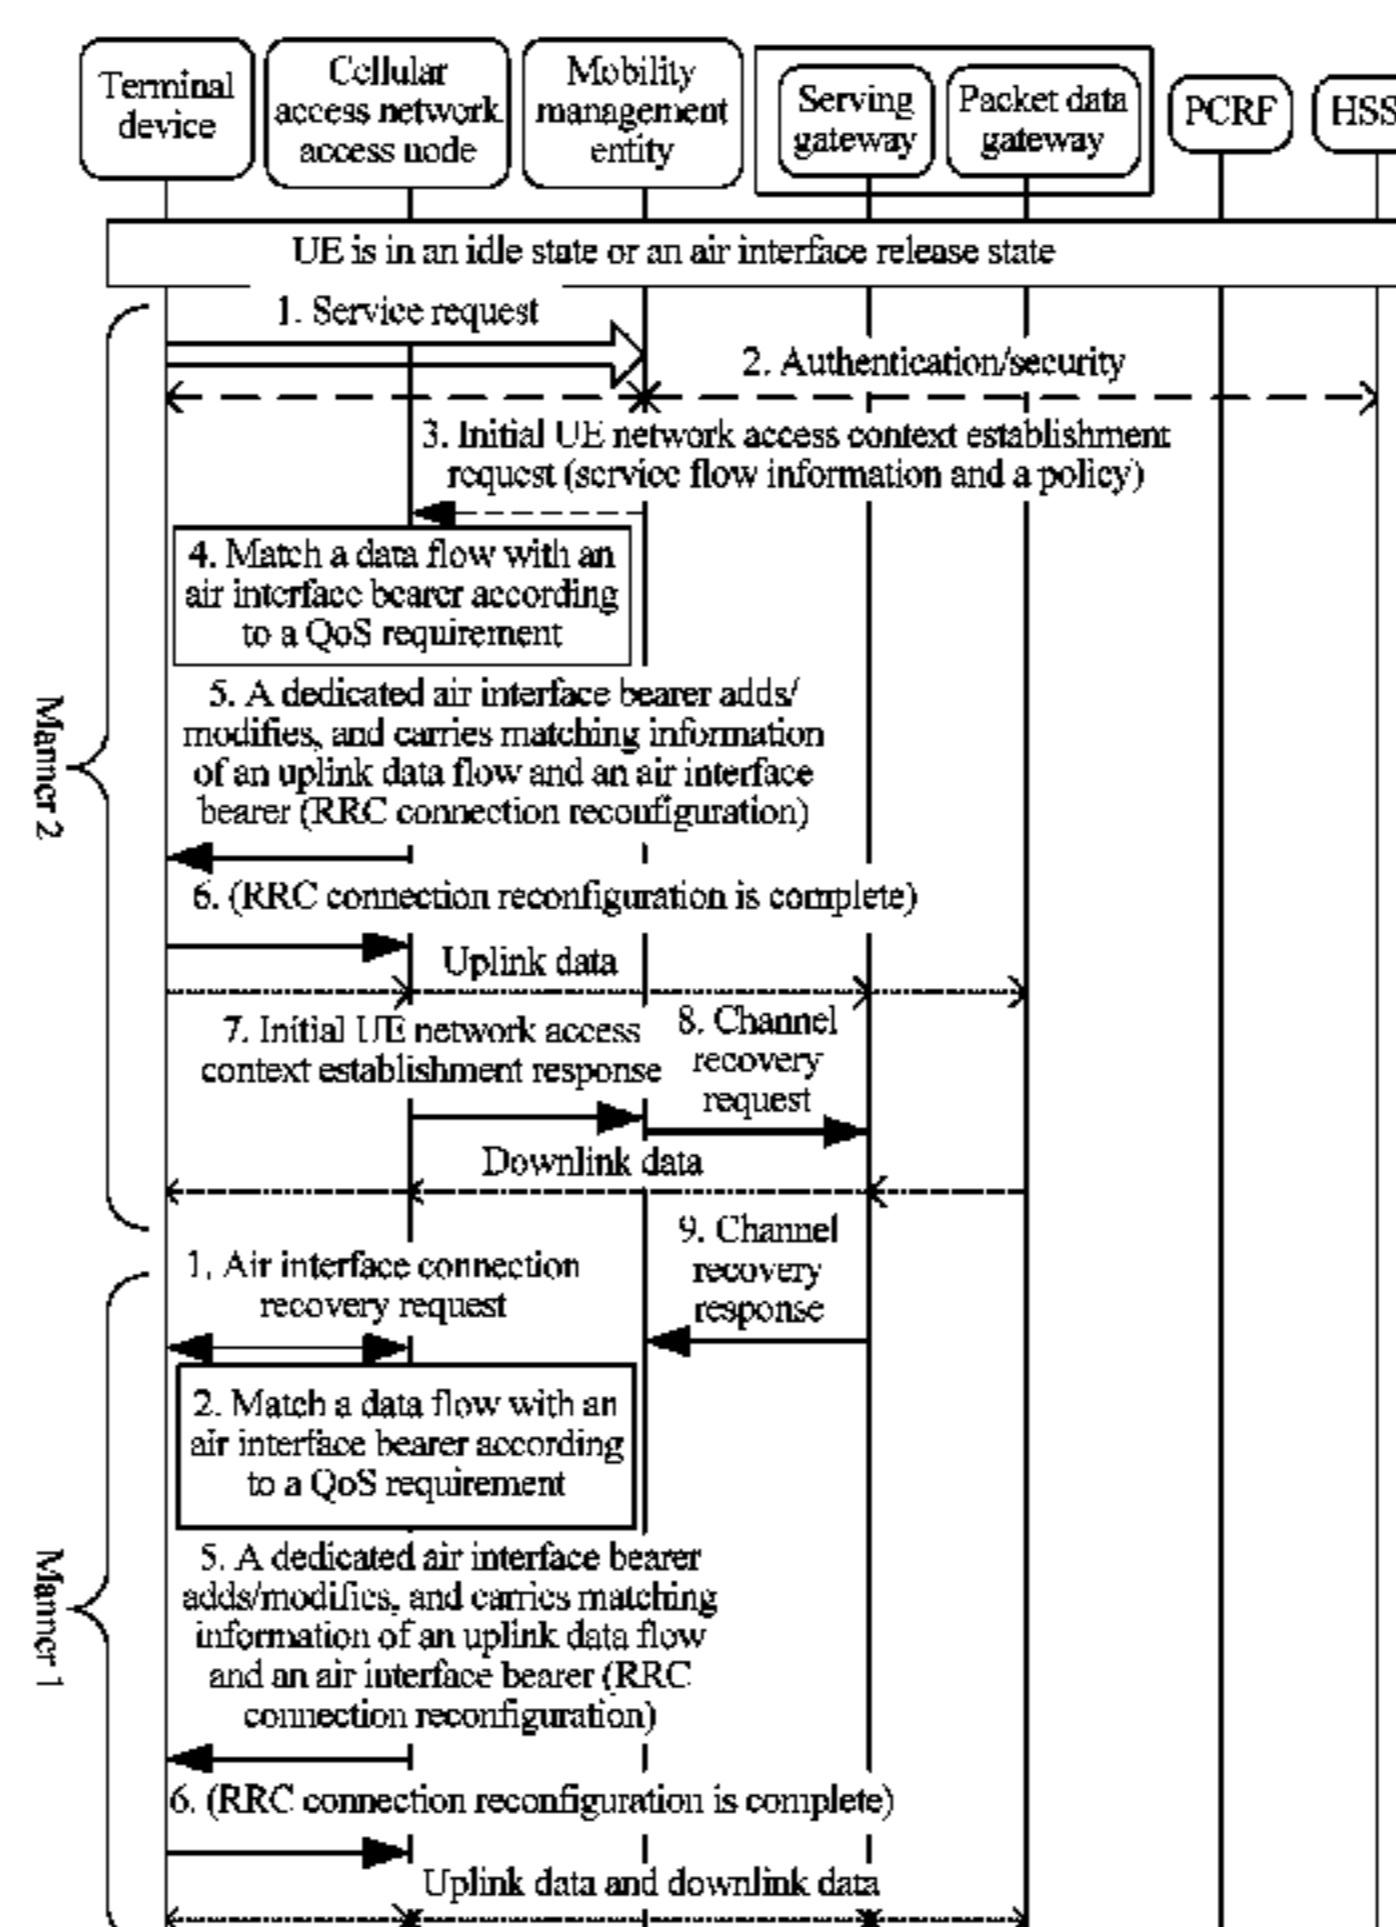 Terminal
device
Cellular
access network
access node
Mobility
management
entity
Serving
gateway
Packet data
gateway
PCRF
HSS
UE is in an idle state or an air interface release state
1. Service request
2. Authentication/security
3. Initial UE network access context establishment
request (service flow information and a policy)
4. Match a data flow with an
air interface bearer according
to a QoS requirement
5. A dedicated air interface bearer adds/
modifies, and carries matching information
of an uplink data flow and an air interface
bearer (RRC connection reconfiguration)
6. (RRC connection reconfiguration is complete)
Uplink data
7. Initial UE network access
context establishment response
8. Channel
recovery
request
Downlink data
Manner 2
9. Channel
recovery
response
1. Air interface connection
recovery request
2. Match a data flow with an
air interface bearer according
to a QoS requirement
5. A dedicated air interface bearer
adds/modifies, and carries matching
information of an uplink data flow
and an air interface bearer (RRC
connection reconfiguration)
6. (RRC connection reconfiguration is complete)
Uplink data and downlink data
Manner 1